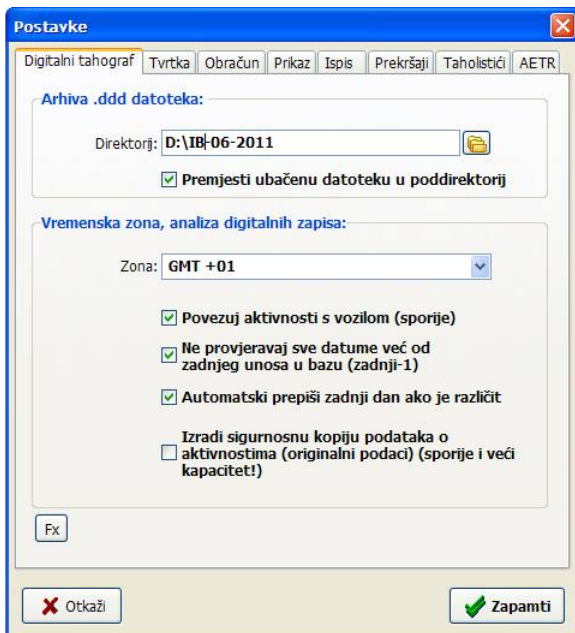 Postavke
Digitalni tahograf Tvrtka Obračun Prikaz Ispis Prekršaji Taholistići AETR
Arhiva .ddd datoteka:
Direktorij: D:\IB-06-2011
Premjesti ubačenu datoteku u poddirektorij
Vremenska zona, analiza digitalnih zapisa:
Zona: GMT +01
Povezuj aktivnosti s vozilom (sporije)
Ne provjeravaj sve datume već od
zadnjeg unosa u bazu (zadnji-1)
Automatski prepiši zadnji dan ako je različit
Izradi sigurnosnu kopiju podataka o
aktivnostima (originalni podaci) (sporije i veći
kapacitet!)
Fx
Otkaži Zapamti